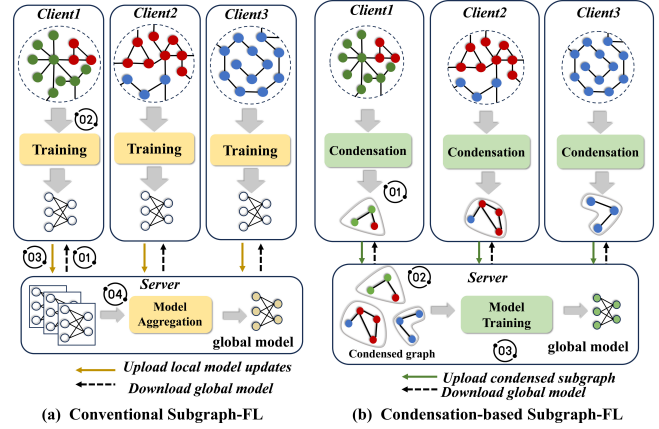 Client1 Client2 Client3
02
Training Training Training
03 01
Server
04
Model
Aggregation
global model
Upload local model updates
Download global model
(a) Conventional Subgraph-FL
Client1 Client2 Client3
Condensation Condensation Condensation
01
Server
02
Model
Training
03
Condensed graph
global model
Upload condensed subgraph
Download global model
(b) Condensation-based Subgraph-FL